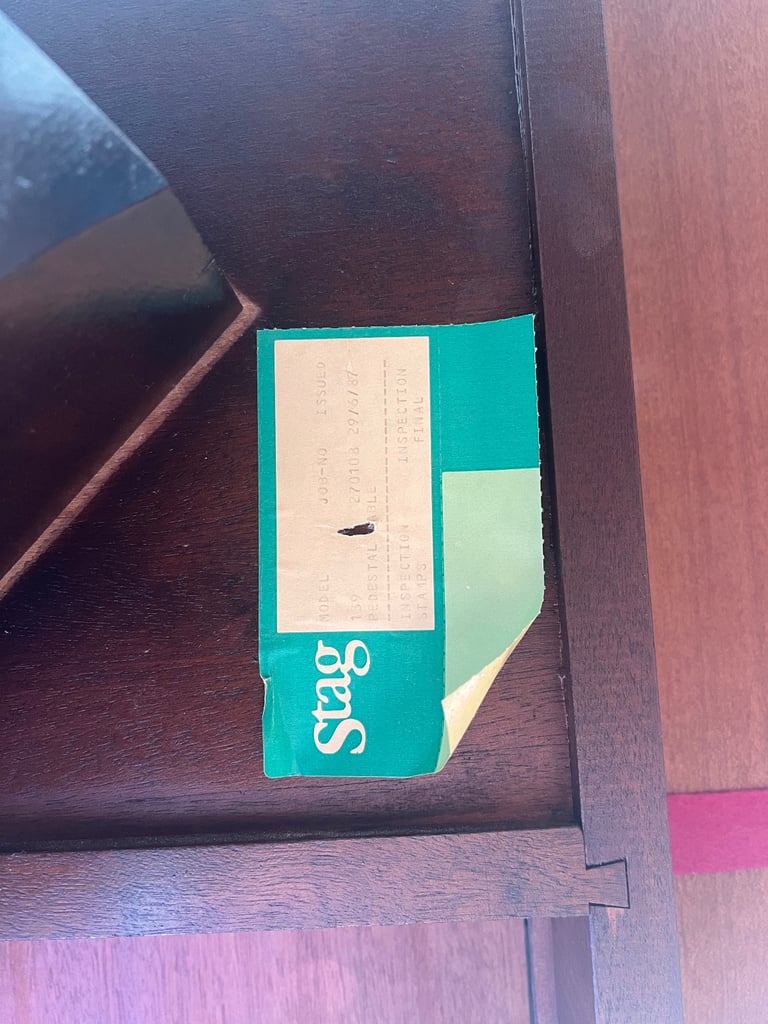 Stag
MODEL JOB-NO ISSUED
159 270108 29/6/87
PEDESTAL TABLE
INSPECTION INSPECTION
STAMPS FINAL